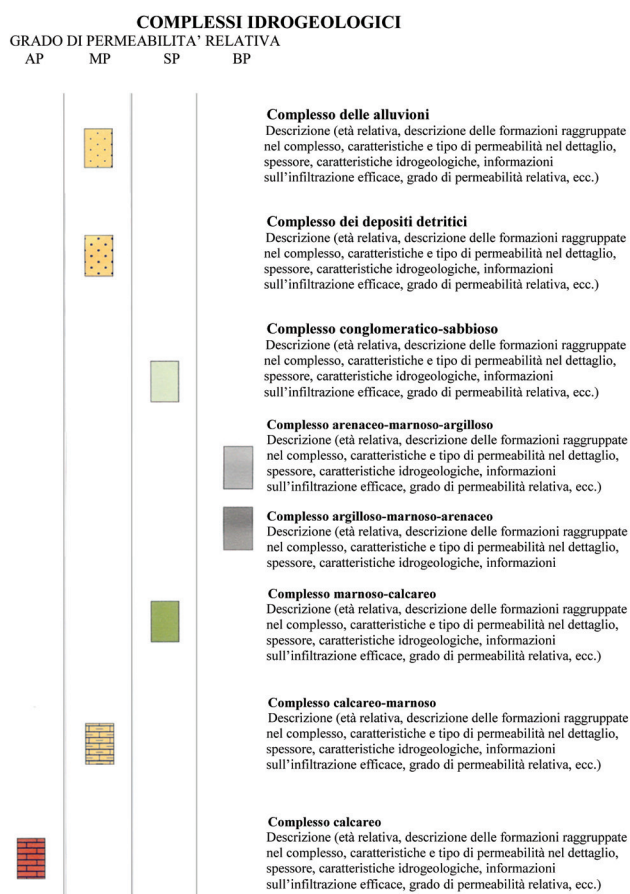 COMPLESSI IDROGEOLOGICI
GRADO DI PERMEABILITA' RELATIVA
AP MP SP BP
Complesso delle alluvioni
Descrizione (età relativa, descrizione delle formazioni raggruppate
nel complesso, caratteristiche e tipo di permeabilità nel dettaglio,
spessore, caratteristiche idrogeologiche, informazioni
sull'infiltrazione efficace, grado di permeabilità relativa, ecc.)
Complesso dei depositi detritici
Descrizione (età relativa, descrizione delle formazioni raggruppate
nel complesso, caratteristiche e tipo di permeabilità nel dettaglio,
spessore, caratteristiche idrogeologiche, informazioni
sull'infiltrazione efficace, grado di permeabilità relativa, ecc.)
Complesso conglomeratico-sabbioso
Descrizione (età relativa, descrizione delle formazioni raggruppate
nel complesso, caratteristiche e tipo di permeabilità nel dettaglio,
spessore, caratteristiche idrogeologiche, informazioni
sull'infiltrazione efficace, grado di permeabilità relativa, ecc.)
Complesso arenaceo-marnoso-argilloso
Descrizione (età relativa, descrizione delle formazioni raggruppate
nel complesso, caratteristiche e tipo di permeabilità nel dettaglio,
spessore, caratteristiche idrogeologiche, informazioni
sull'infiltrazione efficace, grado di permeabilità relativa, ecc.)
Complesso argilloso-marnoso-arenaceo
Descrizione (età relativa, descrizione delle formazioni raggruppate
nel complesso, caratteristiche e tipo di permeabilità nel dettaglio,
spessore, caratteristiche idrogeologiche, informazioni
Complesso marnoso-calcareo
Descrizione (età relativa, descrizione delle formazioni raggruppate
nel complesso, caratteristiche e tipo di permeabilità nel dettaglio,
spessore, caratteristiche idrogeologiche, informazioni
sull'infiltrazione efficace, grado di permeabilità relativa, ecc.)
Complesso calcareo-marnoso
Descrizione (età relativa, descrizione delle formazioni raggruppate
nel complesso, caratteristiche e tipo di permeabilità nel dettaglio,
spessore, caratteristiche idrogeologiche, informazioni
sull'infiltrazione efficace, grado di permeabilità relativa, ecc.)
Complesso calcareo
Descrizione (età relativa, descrizione delle formazioni raggruppate
nel complesso, caratteristiche e tipo di permeabilità nel dettaglio,
spessore, caratteristiche idrogeologiche, informazioni
sull'infiltrazione efficace, grado di permeabilità relativa, ecc.)